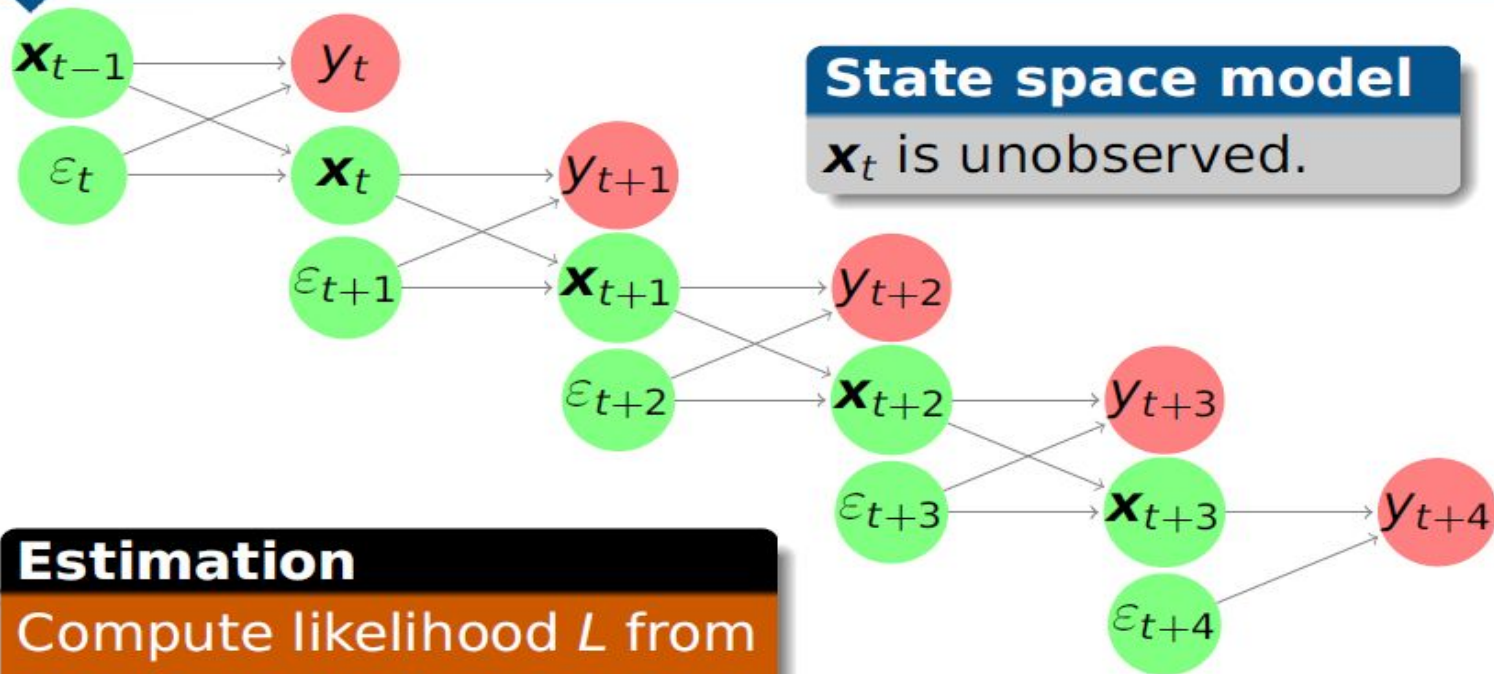 x_{t−1}
y_t
State space model
ε_t
x_t
y_{t+1}
x_t is unobserved.
ε_{t+1}
x_{t+1}
y_{t+2}
ε_{t+2}
x_{t+2}
y_{t+3}
ε_{t+3}
x_{t+3}
y_{t+4}
ε_{t+4}
Estimation
Compute likelihood L from